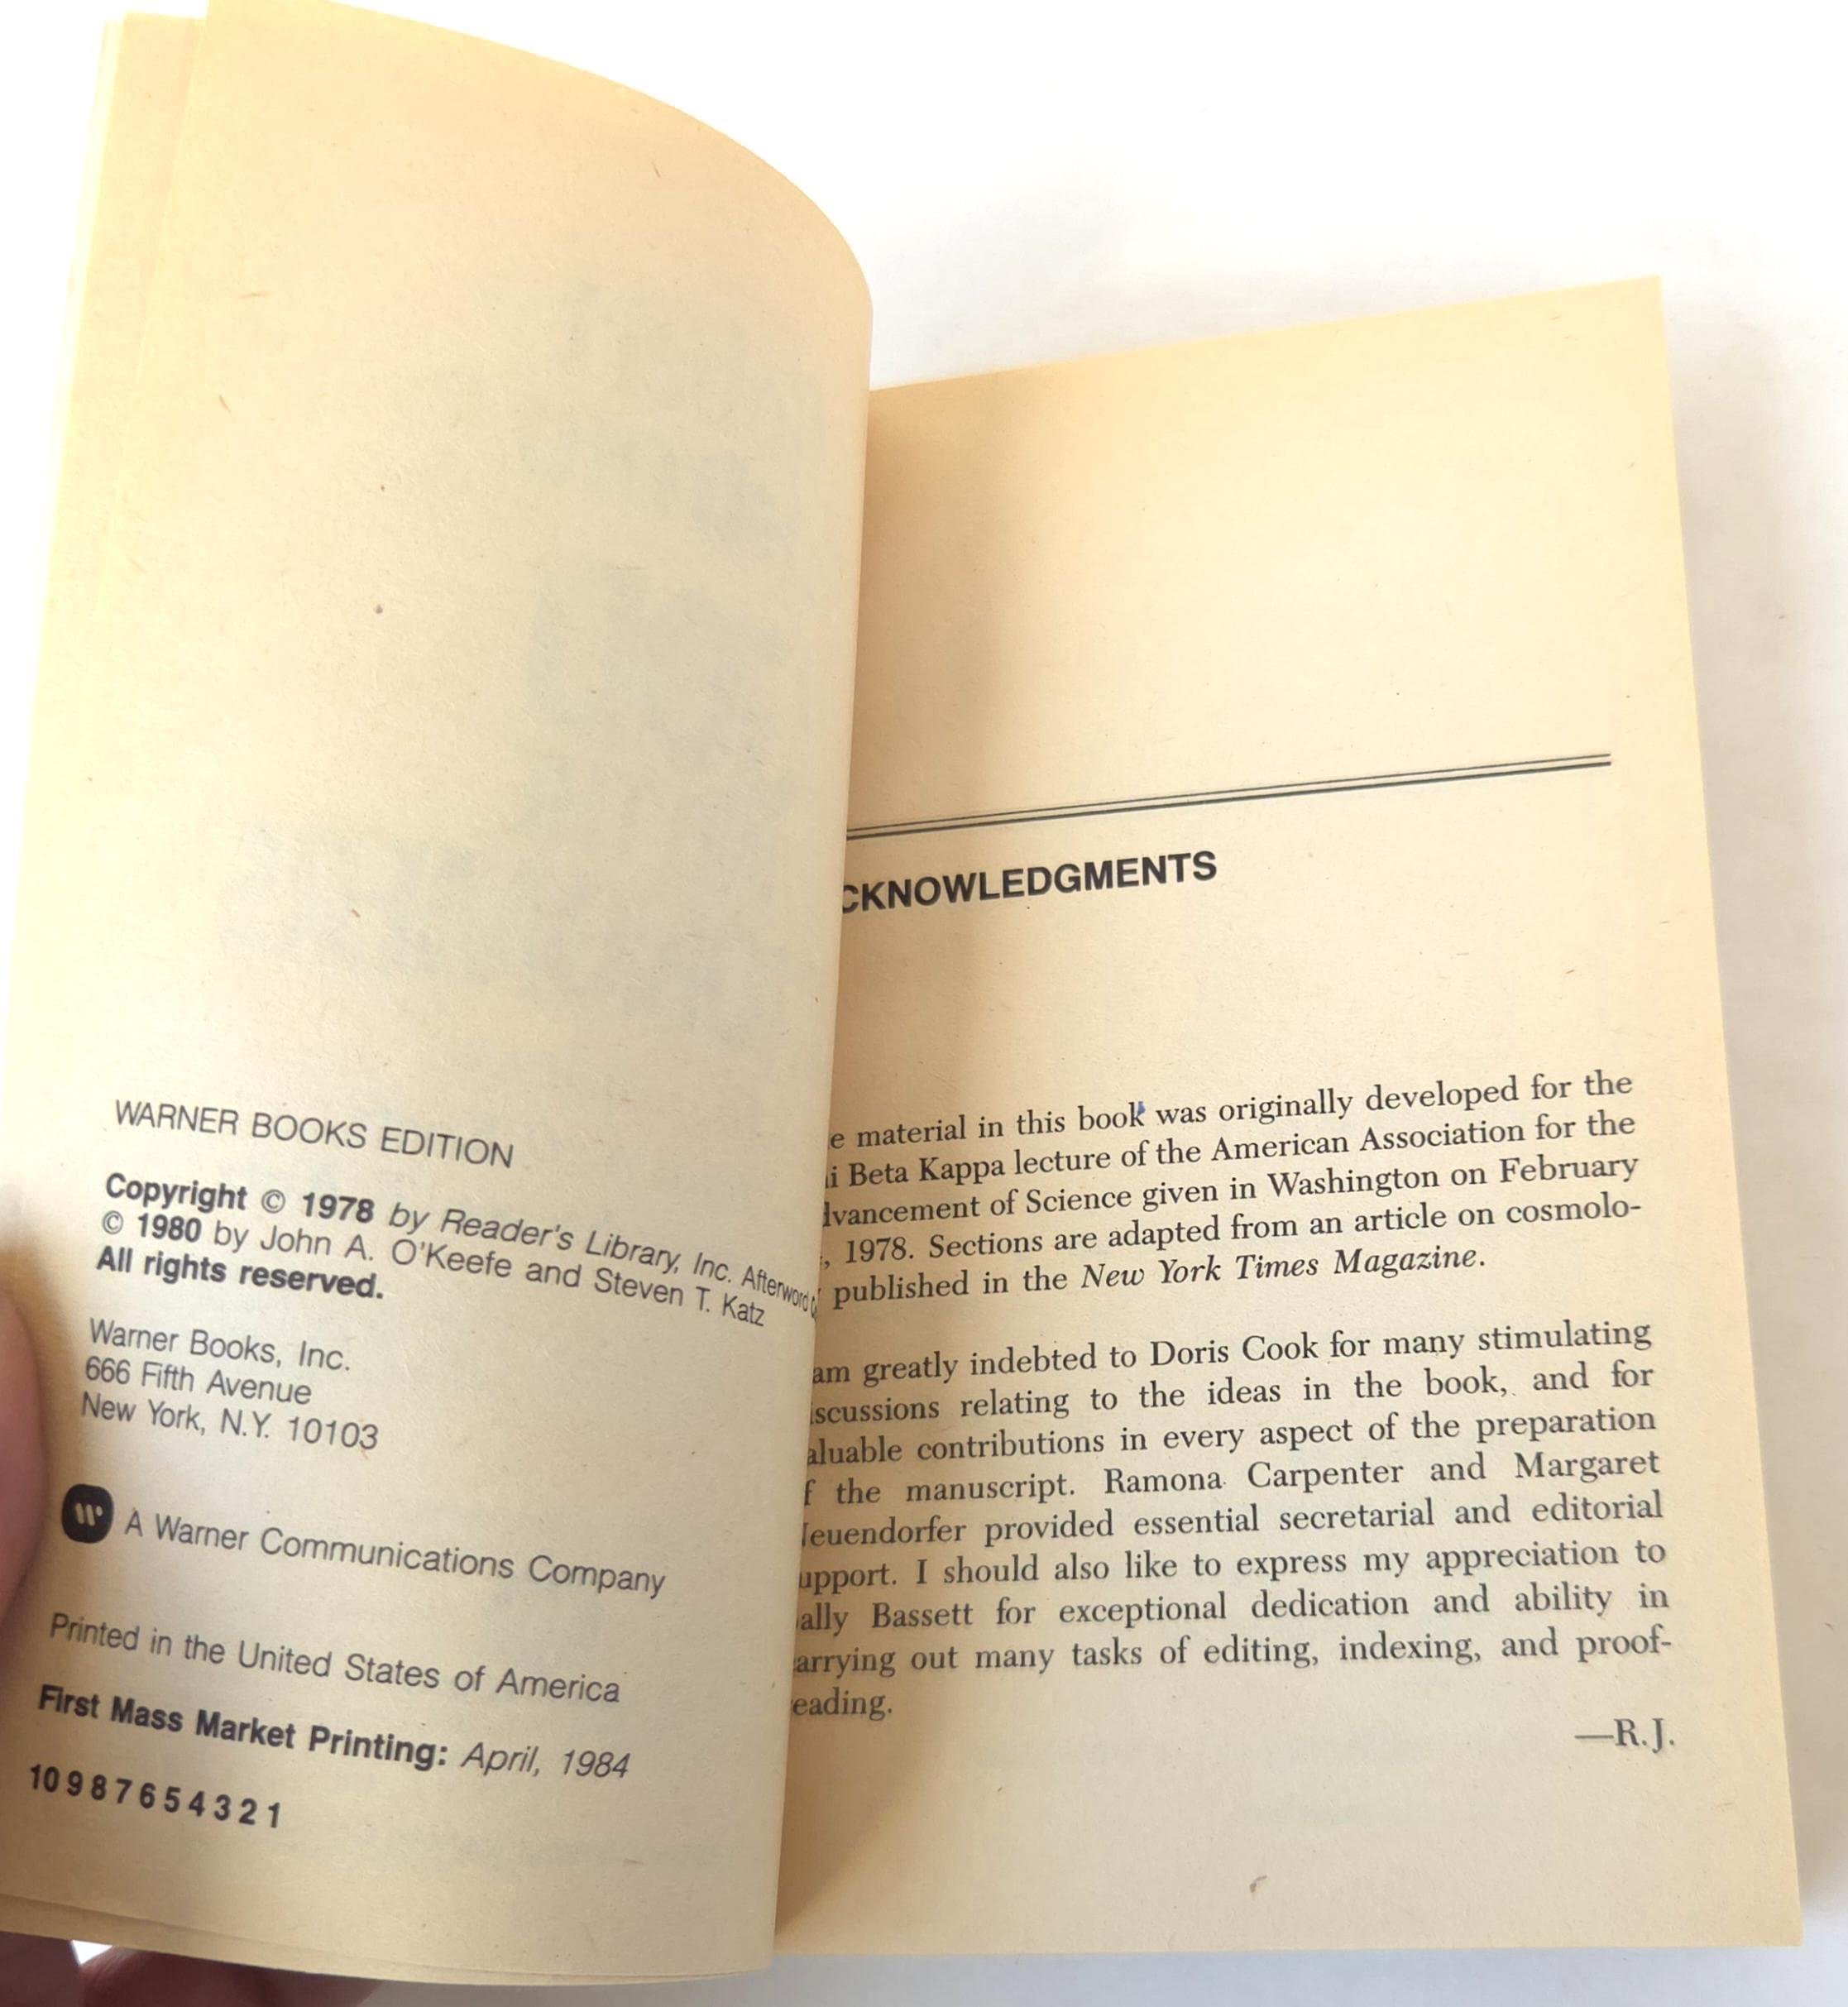 WARNER BOOKS EDITION
Copyright © 1978 by Reader's Library, Inc. Afterword
© 1980 by John A. O'Keefe and Steven T. Katz
All rights reserved.
Warner Books, Inc.
666 Fifth Avenue
New York, N.Y. 10103
A Warner Communications Company
Printed in the United States of America
First Mass Market Printing: April, 1984
10 9 8 7 6 5 4 3 2 1
CKNOWLEDGMENTS
e material in this book was originally developed for the
i Beta Kappa lecture of the American Association for the
dvancement of Science given in Washington on February
, 1978. Sections are adapted from an article on cosmolo-
published in the New York Times Magazine.
am greatly indebted to Doris Cook for many stimulating
iscussions relating to the ideas in the book, and for
aluable contributions in every aspect of the preparation
f the manuscript. Ramona Carpenter and Margaret
Neuendorfer provided essential secretarial and editorial
upport. I should also like to express my appreciation to
ally Bassett for exceptional dedication and ability in
arrying out many tasks of editing, indexing, and proof-
eading.
—R.J.